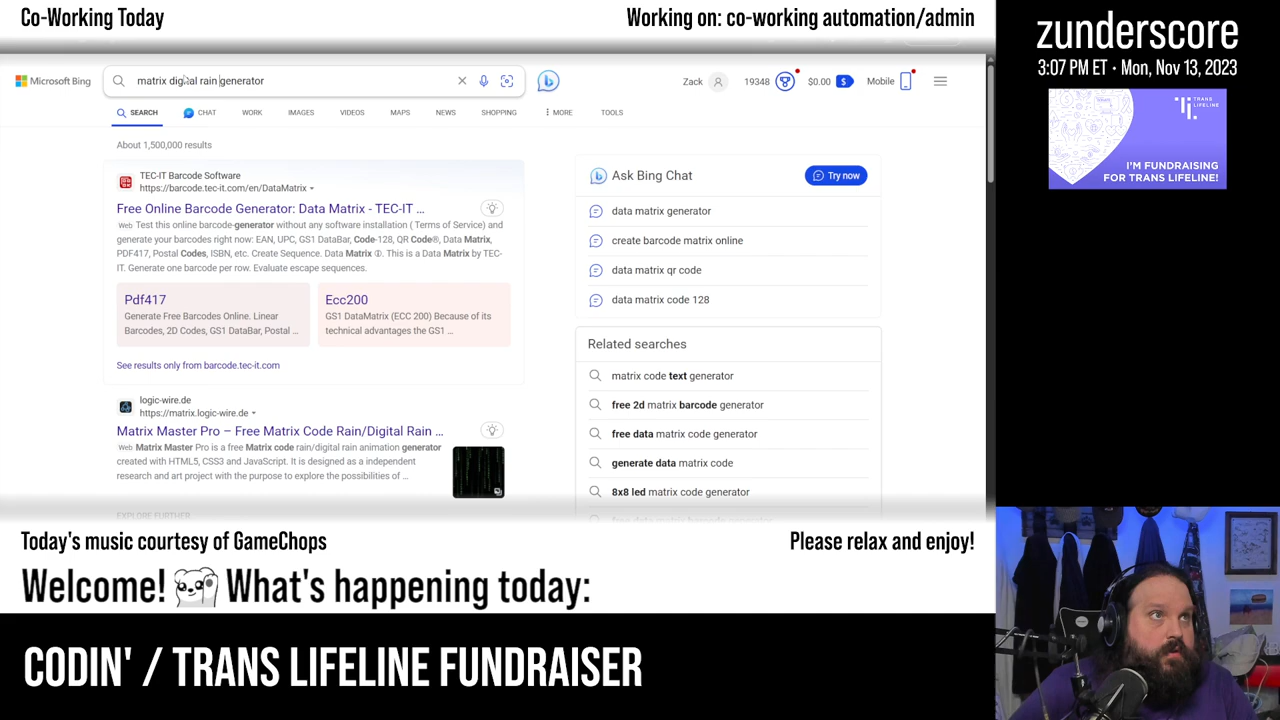 Co-Working Today
Working on: co-working automation/admin
zunderscore
3:07 PM ET · Mon, Nov 13, 2023
TRANS
LIFELINE
I'M FUNDRAISING
FOR TRANS LIFELINE!
Microsoft Bing
matrix digital rain generator
Zack
19348
$0.00
Mobile
SEARCH
CHAT
WORK
IMAGES
VIDEOS
MAPS
NEWS
SHOPPING
MORE
TOOLS
About 1,500,000 results
TEC-IT Barcode Software
https://barcode.tec-it.com/en/DataMatrix
Free Online Barcode Generator: Data Matrix - TEC-IT ...
Web Test this online barcode-generator without any software installation ( Terms of Service) and
generate your barcodes right now: EAN, UPC, GS1 DataBar, Code-128, QR Code®, Data Matrix,
PDF417, Postal Codes, ISBN, etc. Create Sequence. Data Matrix ①. This is a Data Matrix by TEC-
IT. Generate one barcode per row. Evaluate escape sequences.
Pdf417
Generate Free Barcodes Online. Linear
Barcodes, 2D Codes, GS1 DataBar, Postal ...
Ecc200
GS1 DataMatrix (ECC 200) Because of its
technical advantages the GS1 ...
See results only from barcode.tec-it.com
logic-wire.de
https://matrix.logic-wire.de
Matrix Master Pro – Free Matrix Code Rain/Digital Rain ...
Web Matrix Master Pro is a free Matrix code rain/digital rain animation generator
created with HTML5, CSS3 and JavaScript. It is designed as a independent
research and art project with the purpose to explore the possibilities of ...
EXPLORE FURTHER
Ask Bing Chat
Try now
data matrix generator
create barcode matrix online
data matrix qr code
data matrix code 128
Related searches
matrix code text generator
free 2d matrix barcode generator
free data matrix code generator
generate data matrix code
8x8 led matrix code generator
free data matrix barcode generator
Today's music courtesy of GameChops
Please relax and enjoy!
Welcome! What's happening today:
CODIN' / TRANS LIFELINE FUNDRAISER